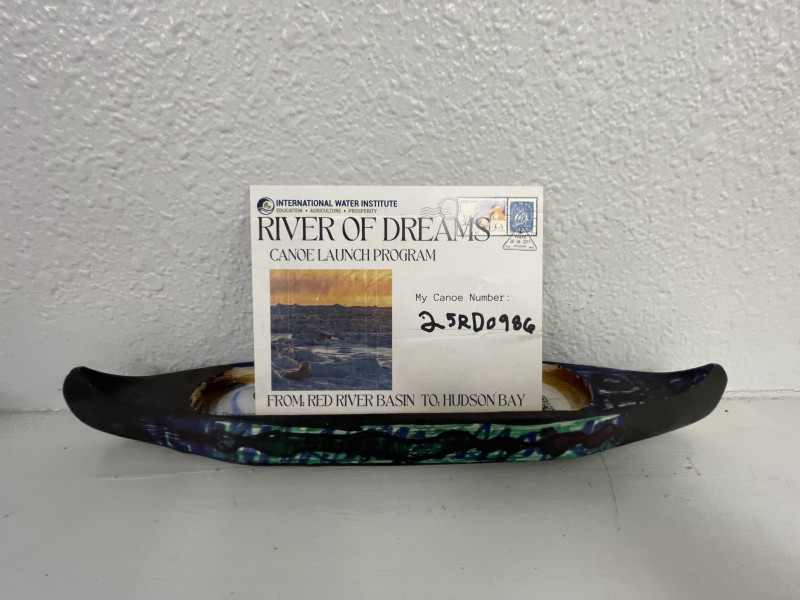 INTERNATIONAL WATER INSTITUTE
EDUCATION • AGRICULTURE • PROSPERITY
RIVER OF DREAMS
CANOE LAUNCH PROGRAM
My Canoe Number:
25RD0986
FROM: RED RIVER BASIN TO: HUDSON BAY